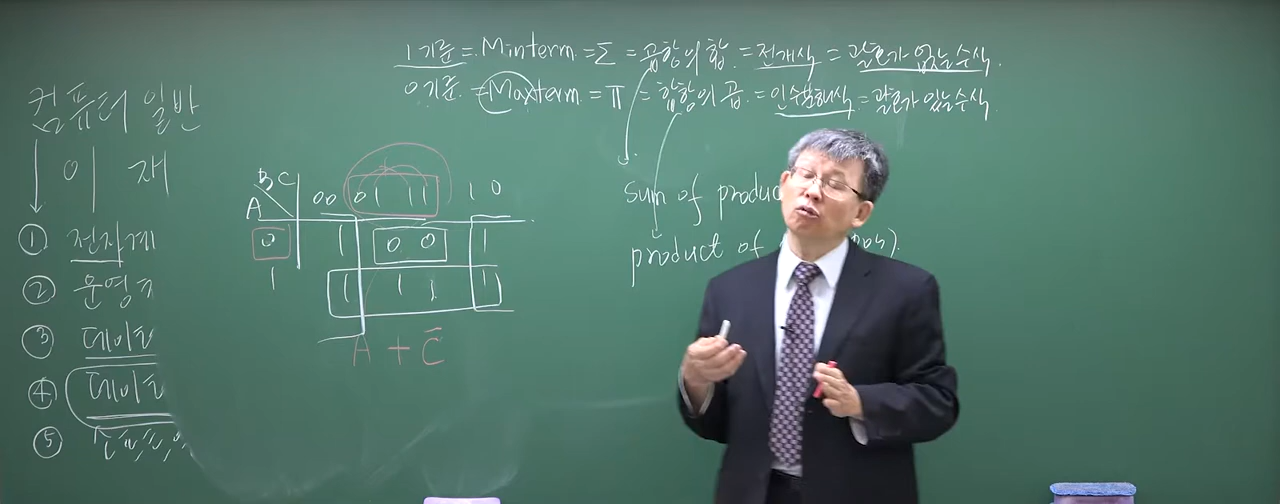 1 기준 = Minterm = Σ = 곱항의 합 = 전개식 = 괄호가 없는 수식.
0 기준 = Maxterm = Π = 합항의 곱 = 인수분해식 = 괄호가 있는 수식
컴퓨터 일반
이 재
① 전자계
② 운영
③ 데이터
④ 데이터
⑤
BC
A 00 01 11 10
0 1 0 0 1
1 1 1 1 1
A + C̄
sum of produc
product of pos).